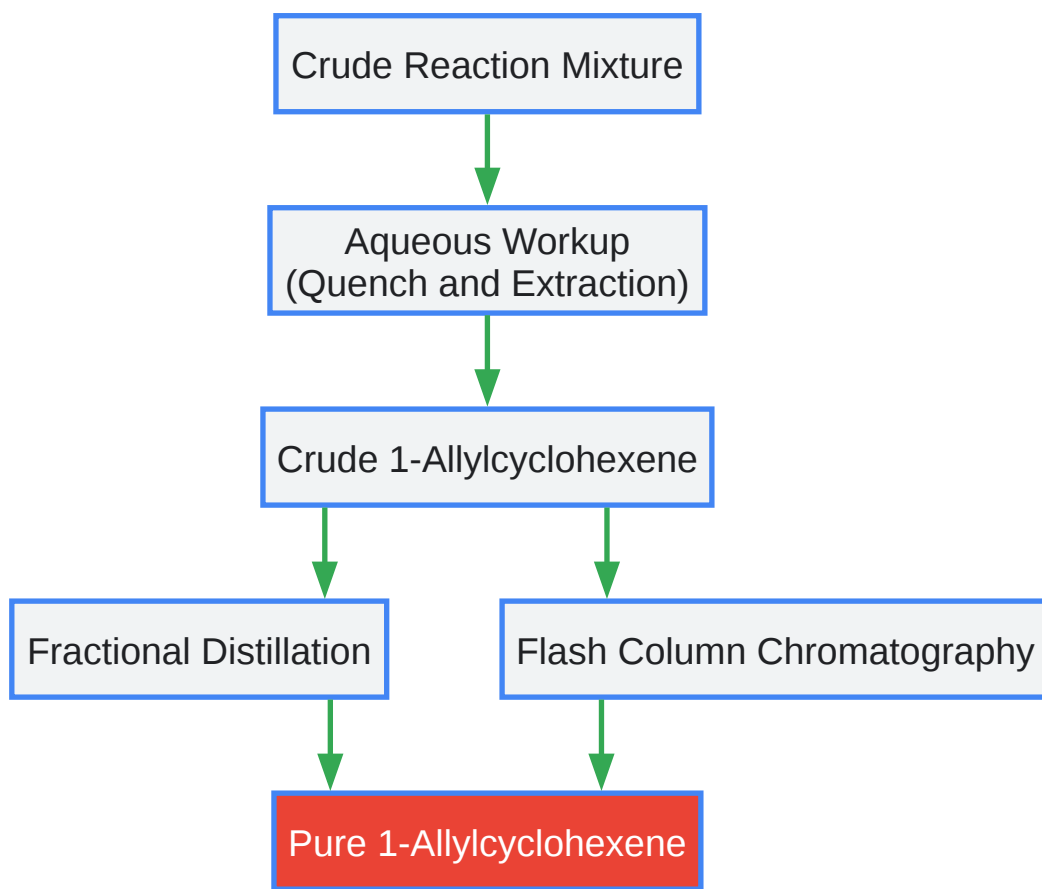 Crude Reaction Mixture
Aqueous Workup
(Quench and Extraction)
Crude 1-Allylcyclohexene
Fractional Distillation
Flash Column Chromatography
Pure 1-Allylcyclohexene